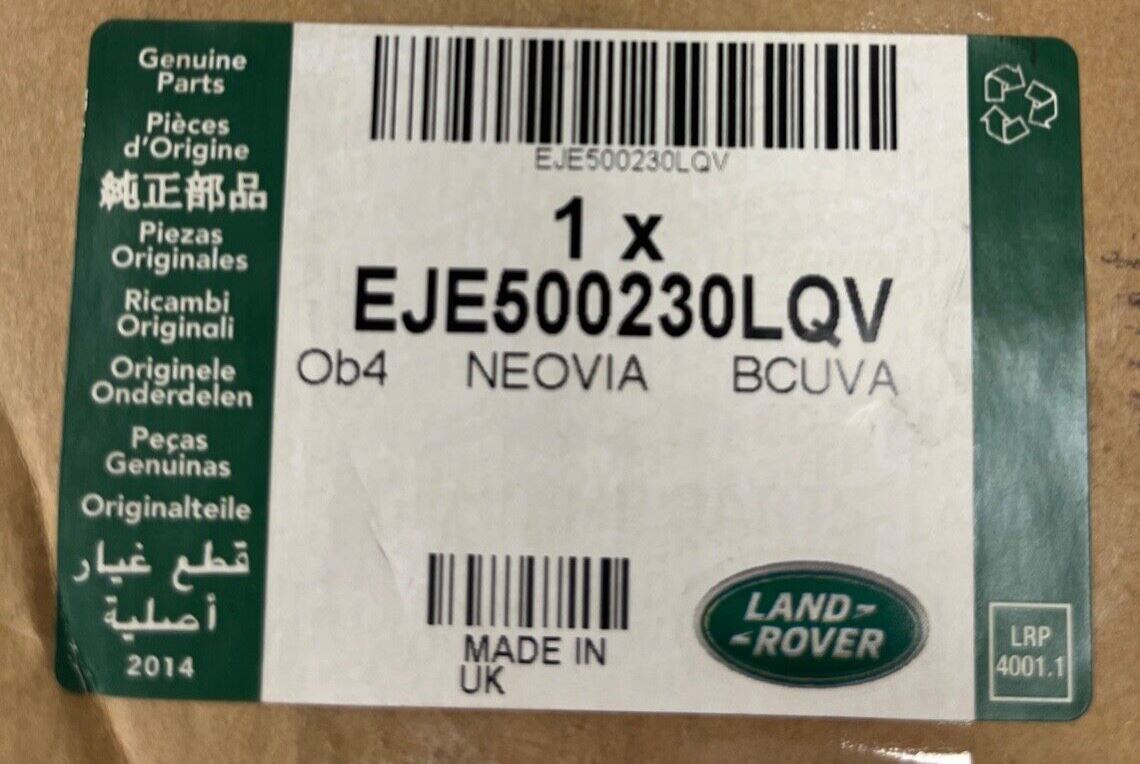 Genuine
Parts
Pièces
d'Origine
純正部品
Piezas
Originales
Ricambi
Originali
Originele
Onderdelen
Peças
Genuinas
Originalteile
قطع غيار
أصلية
2014
EJE500230LQV
1 x
EJE500230LQV
Ob4 NEOVIA BCUVA
MADE IN
UK
LAND-
-ROVER
LRP
4001.1